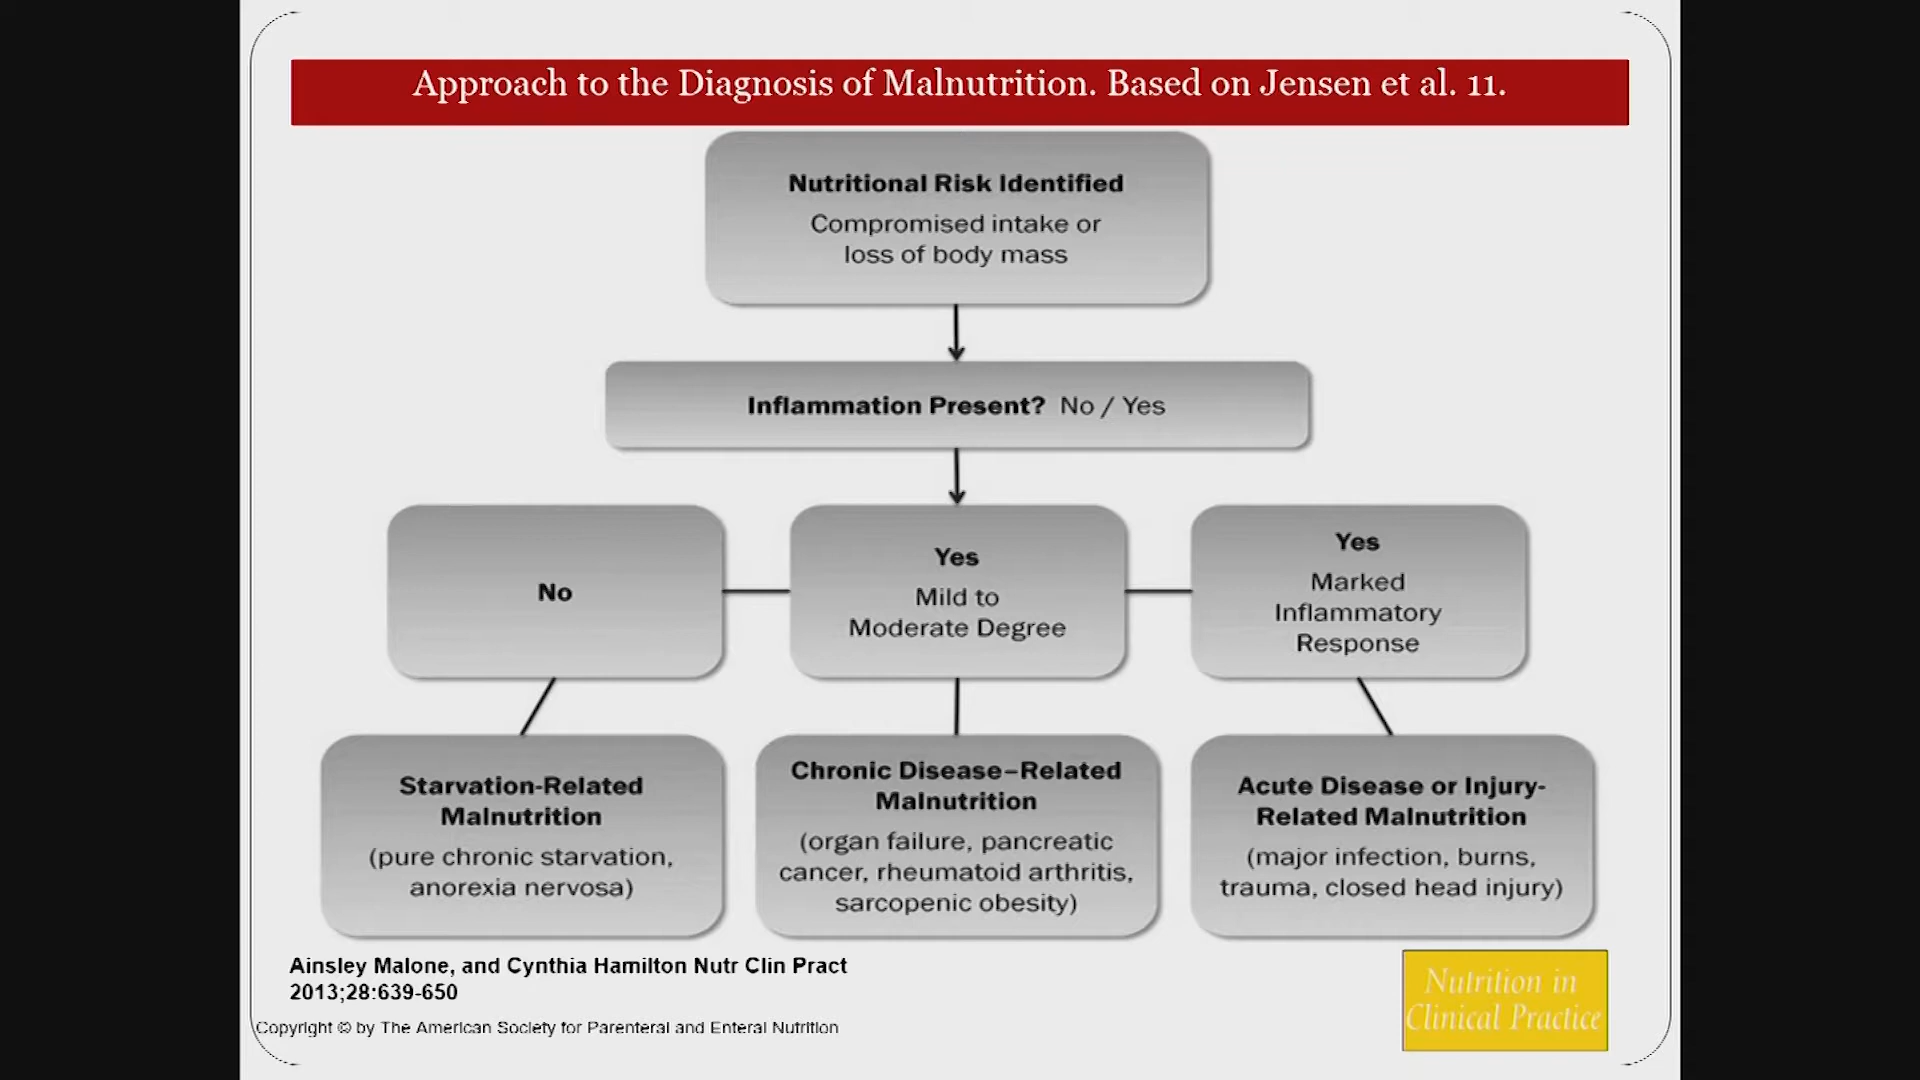 Approach to the Diagnosis of Malnutrition. Based on Jensen et al. 11.
Nutritional Risk Identified
Compromised intake or
loss of body mass
Inflammation Present? No / Yes
No
Yes
Mild to
Moderate Degree
Yes
Marked
Inflammatory
Response
Starvation-Related
Malnutrition
(pure chronic starvation,
anorexia nervosa)
Chronic Disease–Related
Malnutrition
(organ failure, pancreatic
cancer, rheumatoid arthritis,
sarcopenic obesity)
Acute Disease or Injury-
Related Malnutrition
(major infection, burns,
trauma, closed head injury)
Ainsley Malone, and Cynthia Hamilton Nutr Clin Pract
2013;28:639-650
Copyright © by The American Society for Parenteral and Enteral Nutrition
Nutrition in
Clinical Practice